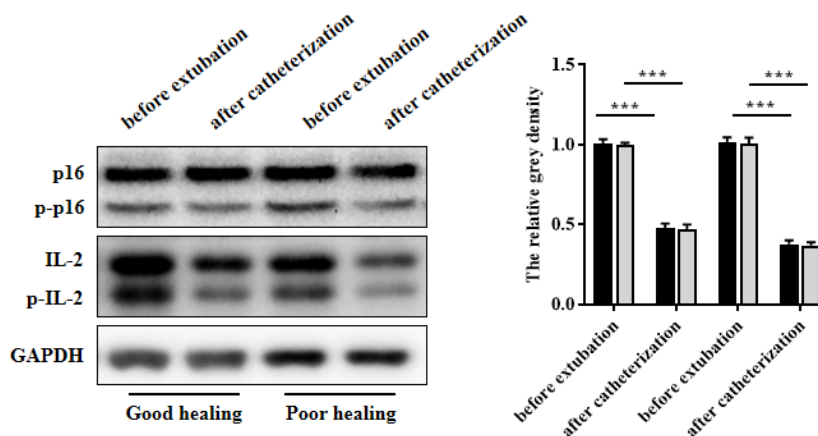 before extubation
after catheterization
before extubation
after catheterization
p16
p-p16
IL-2
p-IL-2
GAPDH
Good healing
Poor healing
The relative grey density
1.5
1.0
0.5
0.0
***
***
***
***
before extubation
after catheterization
before extubation
after catheterization